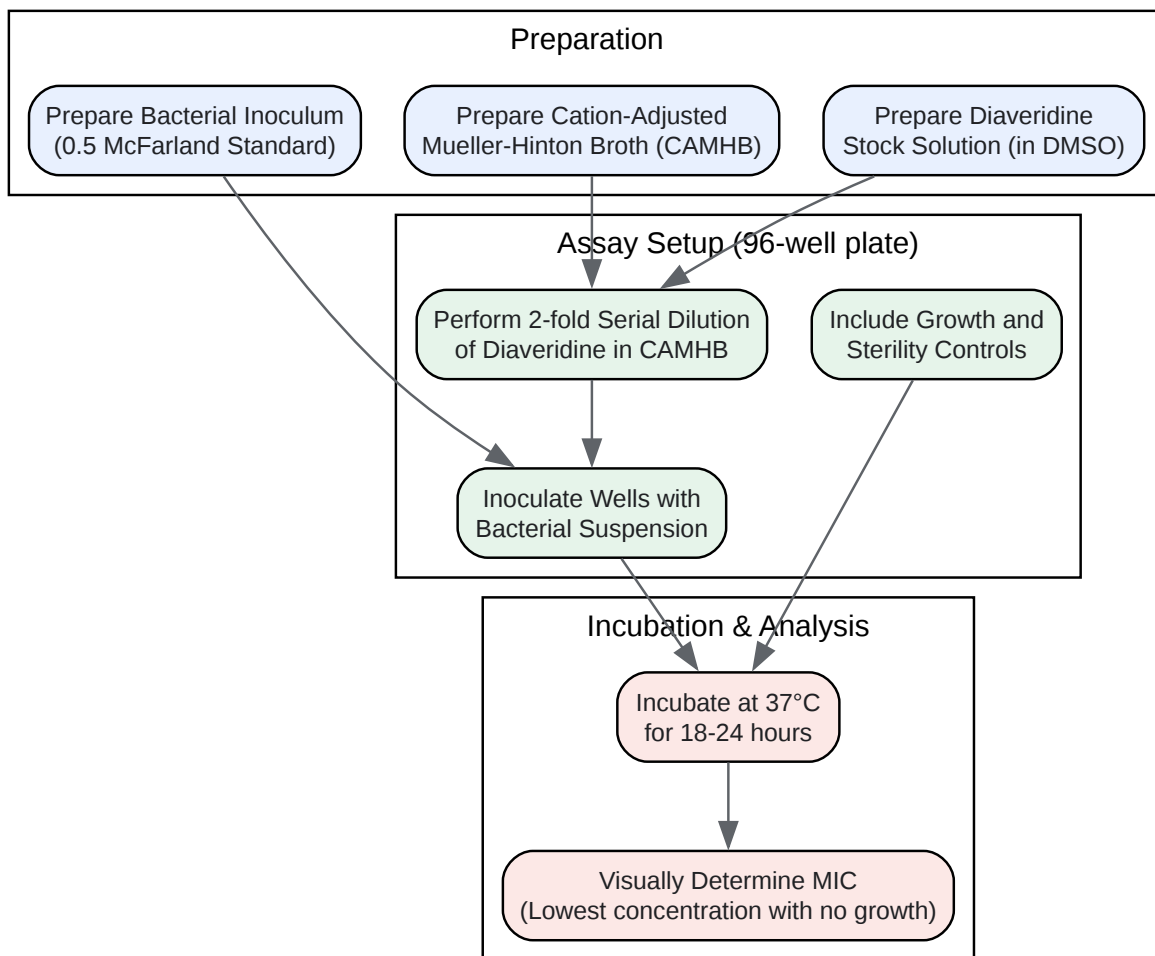 Preparation
Prepare Bacterial Inoculum
(0.5 McFarland Standard)
Prepare Cation-Adjusted
Mueller-Hinton Broth (CAMHB)
Prepare Diaveridine
Stock Solution (in DMSO)
Assay Setup (96-well plate)
Perform 2-fold Serial Dilution
of Diaveridine in CAMHB
Include Growth and
Sterility Controls
Inoculate Wells with
Bacterial Suspension
Incubation & Analysis
Incubate at 37°C
for 18-24 hours
Visually Determine MIC
(Lowest concentration with no growth)